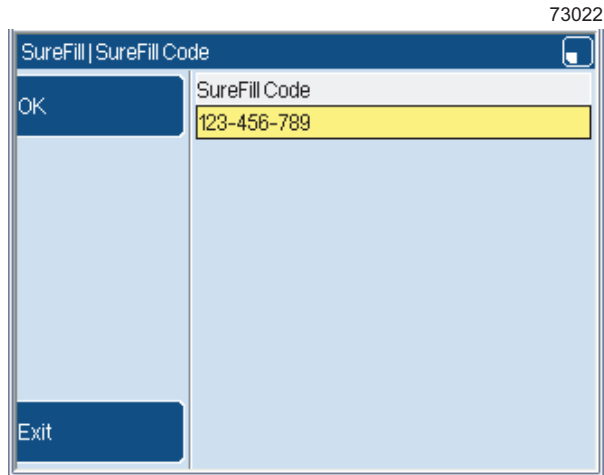 73022
SureFill|SureFill Code
OK
SureFill Code
123-456-789
Exit